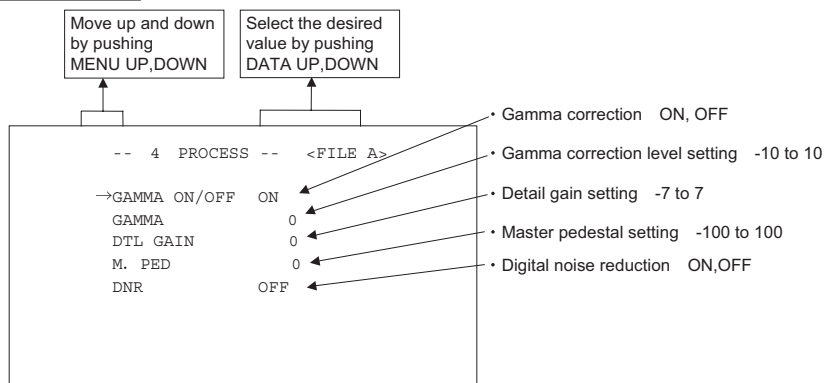 Move up and down
by pushing
MENU UP,DOWN
Select the desired
value by pushing
DATA UP,DOWN
-- 4 PROCESS -- <FILE A>
→GAMMA ON/OFF ON
GAMMA 0
DTL GAIN 0
M. PED 0
DNR OFF
・Gamma correction ON, OFF
・Gamma correction level setting -10 to 10
・Detail gain setting -7 to 7
・Master pedestal setting -100 to 100
・Digital noise reduction ON,OFF